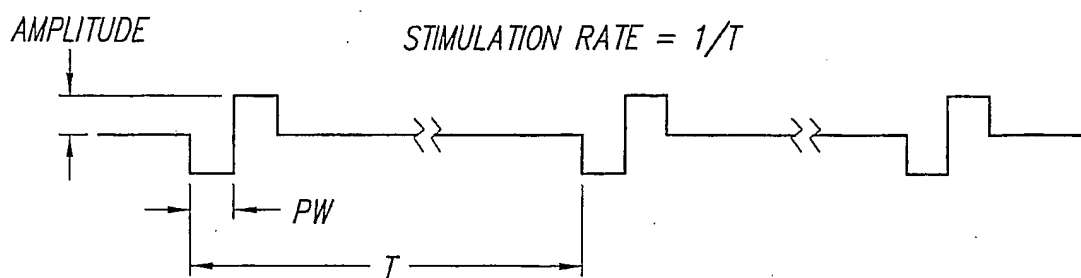 AMPLITUDE
STIMULATION RATE = 1/T
PW
T